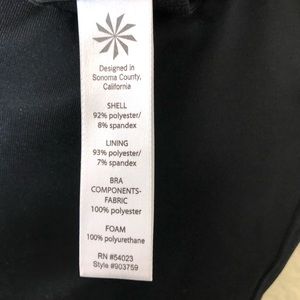 Designed in
Sonoma County,
California
SHELL
92% polyester/
8% spandex
LINING
93% polyester/
7% spandex
BRA
COMPONENTS-
FABRIC
100% polyester
FOAM
100% polyurethane
RN #54023
Style #903759